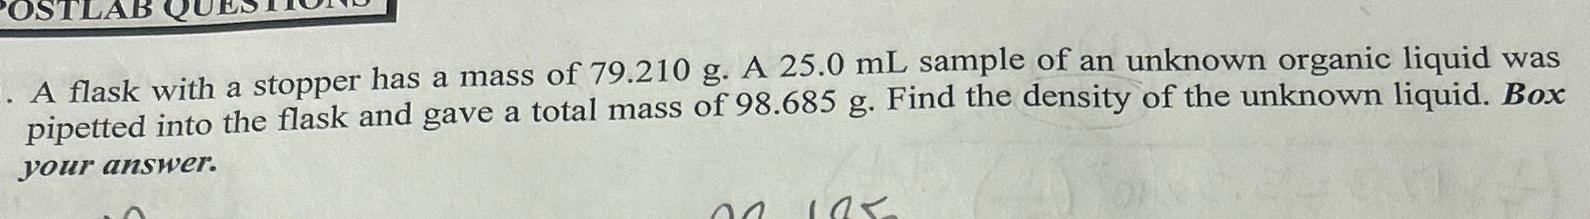 POSTLAB QUESTIONS
. A flask with a stopper has a mass of 79.210 g. A 25.0 mL sample of an unknown organic liquid was
pipetted into the flask and gave a total mass of 98.685 g. Find the density of the unknown liquid. Box
your answer.